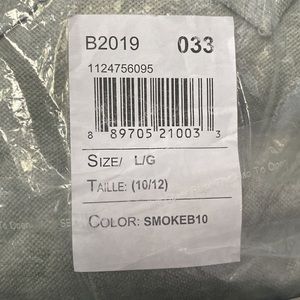 B2019 033
1124756095
8 89705 21003 3
SIZE/ L/G
TAILLE: (10/12)
COLOR: SMOKEB10